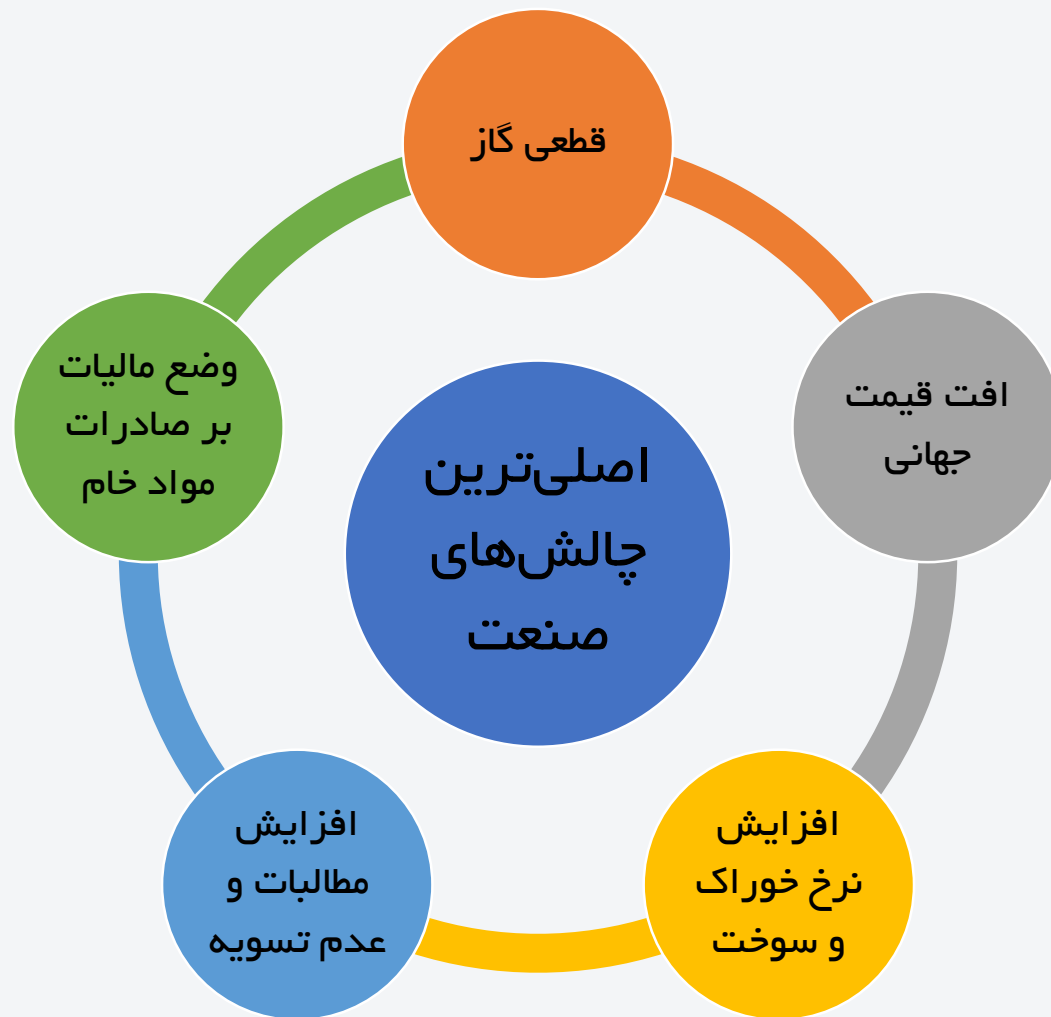 قطعی گاز
افت قیمت
جهانی
افزایش
نرخ خوراک
و سوخت
افزایش
مطالبات و
عدم تسویه
وضع مالیات
بر صادرات
مواد خام
اصلی‌ترین
چالش‌های
صنعت